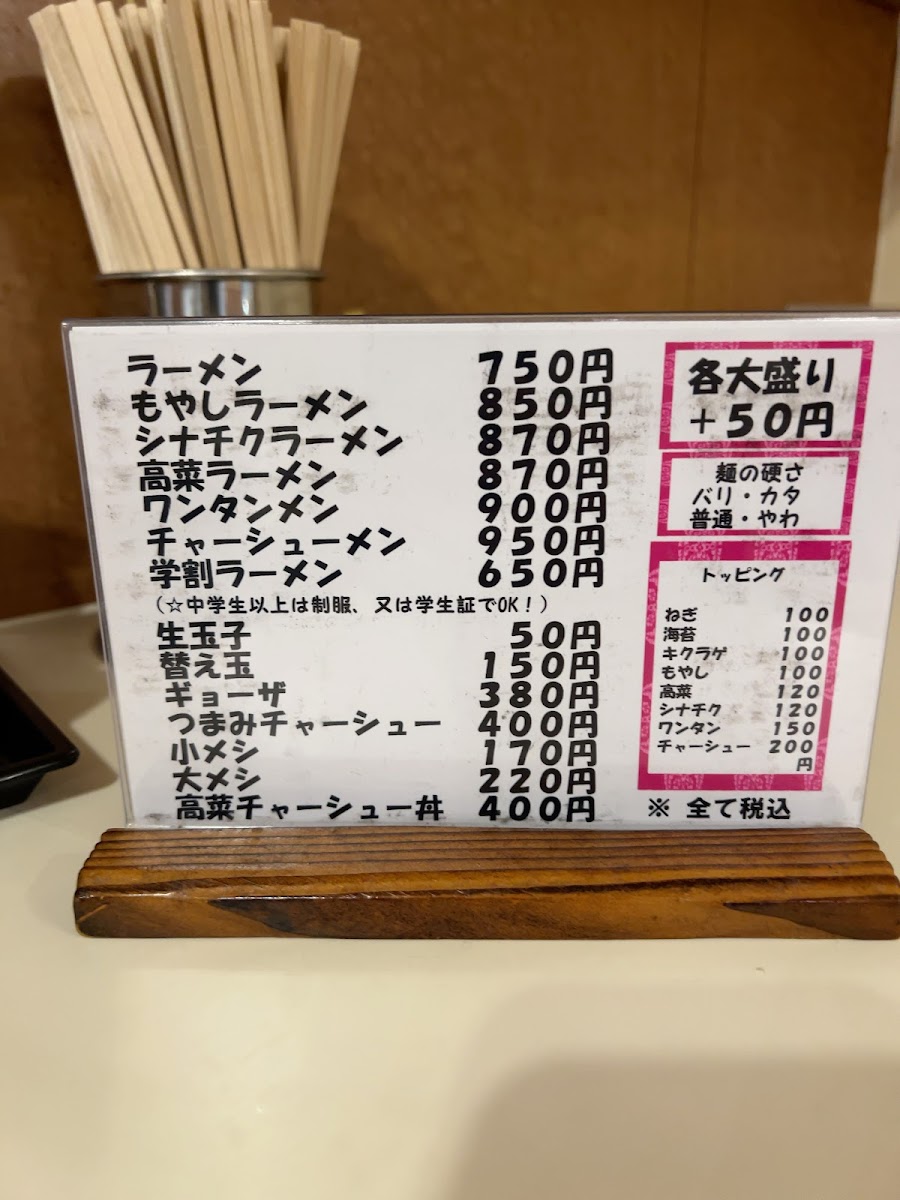 ラーメン 750円
もやしラーメン 850円
シナチクラーメン 870円
高菜ラーメン 870円
ワンタンメン 900円
チャーシューメン 950円
学割ラーメン 650円
(☆中学生以上は制服、又は学生証でOK!)
生玉子 50円
替え玉 150円
ギョーザ 380円
つまみチャーシュー 400円
小メシ 170円
大メシ 220円
高菜チャーシュー丼 400円
各大盛り
+50円
麺の硬さ
バリ・カタ
普通・やわ
トッピング
ねぎ 100
海苔 100
キクラゲ 100
もやし 100
高菜 120
シナチク 120
ワンタン 150
チャーシュー 200
円
※ 全て税込